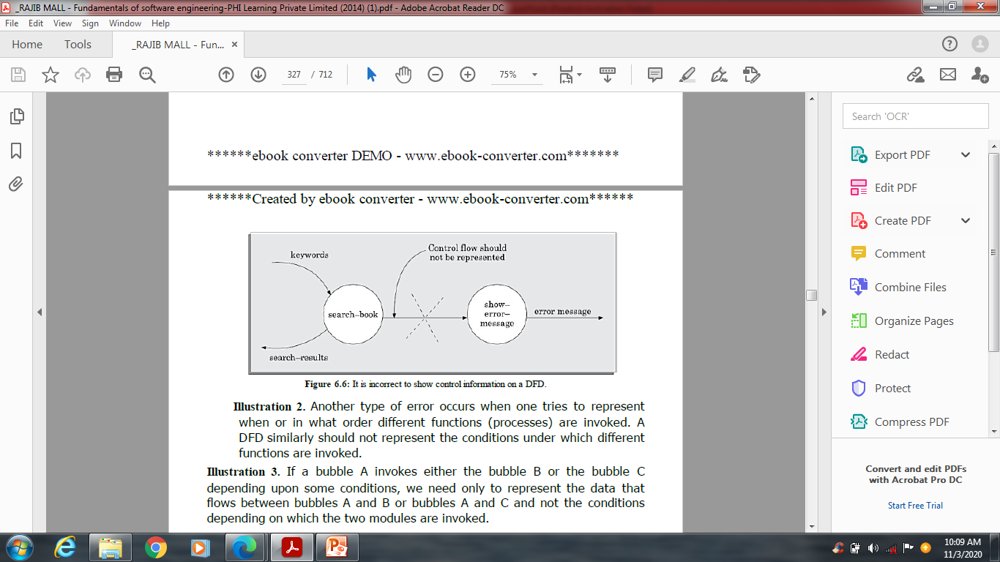 _RAJIB MALL - Fundamentals of software engineering-PHI Learning Private Limited (2014) (1).pdf - Adobe Acrobat Reader DC
File Edit View Sign Window Help
Home Tools _RAJIB MALL - Fun... ×
327 / 712 75%
******ebook converter DEMO - www.ebook-converter.com*******
******Created by ebook converter - www.ebook-converter.com******
keywords
Control flow should
not be represented
search–book
show–
error–
message
error message
search–results
Figure 6.6: It is incorrect to show control information on a DFD.
Illustration 2. Another type of error occurs when one tries to represent
when or in what order different functions (processes) are invoked. A
DFD similarly should not represent the conditions under which different
functions are invoked.
Illustration 3. If a bubble A invokes either the bubble B or the bubble C
depending upon some conditions, we need only to represent the data that
flows between bubbles A and B or bubbles A and C and not the conditions
depending on which the two modules are invoked.
Search 'OCR'
Export PDF
Edit PDF
Create PDF
Comment
Combine Files
Organize Pages
Redact
Protect
Compress PDF
Convert and edit PDFs
with Acrobat Pro DC
Start Free Trial
10:09 AM
11/3/2020